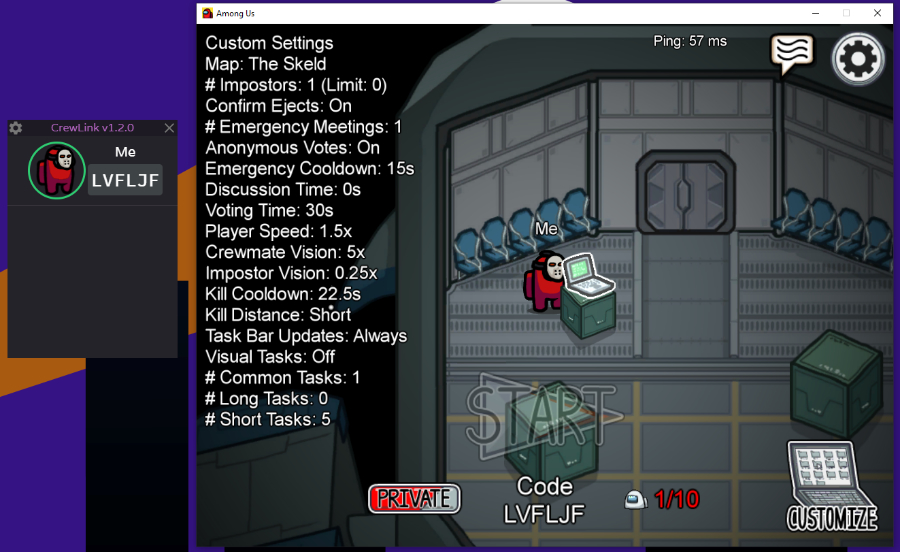 Among Us
CrewLink v1.2.0
Me
LVFLJF
Custom Settings
Map: The Skeld
# Impostors: 1 (Limit: 0)
Confirm Ejects: On
# Emergency Meetings: 1
Anonymous Votes: On
Emergency Cooldown: 15s
Discussion Time: 0s
Voting Time: 30s
Player Speed: 1.5x
Crewmate Vision: 5x
Impostor Vision: 0.25x
Kill Cooldown: 22.5s
Kill Distance: Short
Task Bar Updates: Always
Visual Tasks: Off
# Common Tasks: 1
# Long Tasks: 0
# Short Tasks: 5
Ping: 57 ms
Me
START
PRIVATE
Code
LVFLJF
1/10
CUSTOMIZE